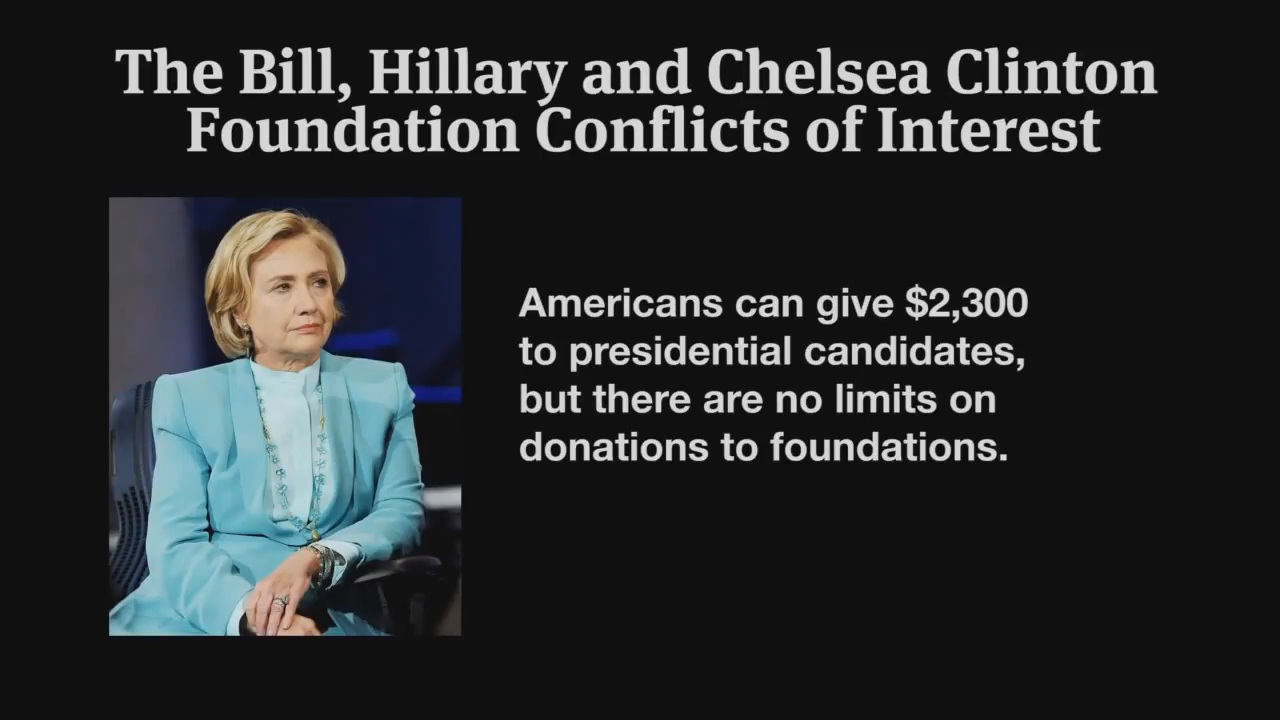 The Bill, Hillary and Chelsea Clinton
Foundation Conflicts of Interest
Americans can give $2,300
to presidential candidates,
but there are no limits on
donations to foundations.